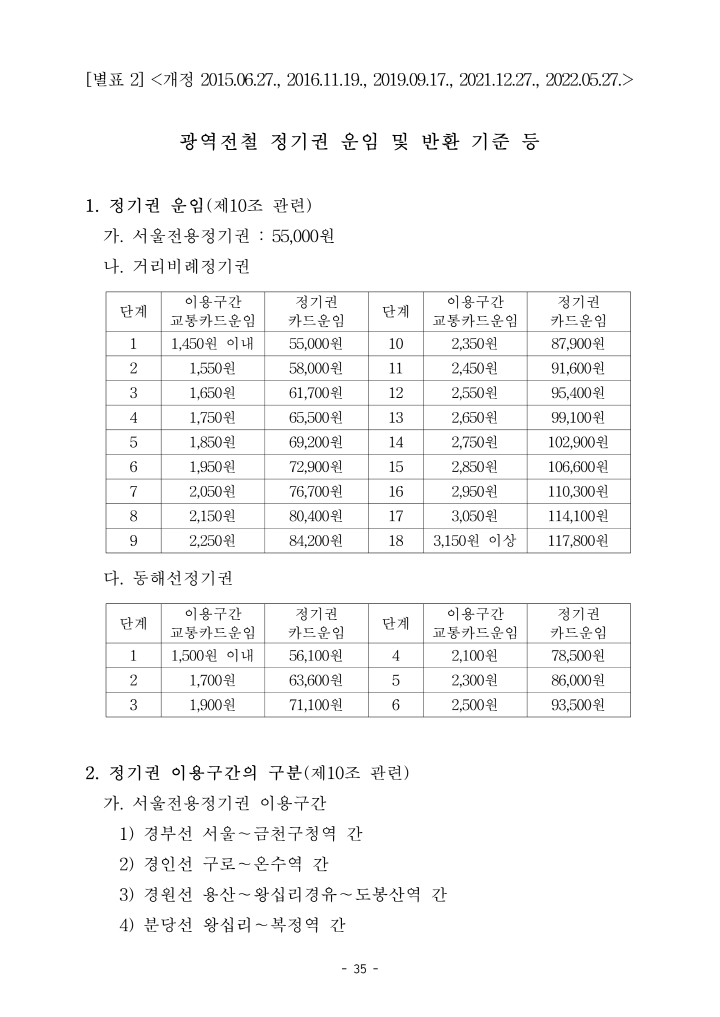 [별표 2] <개정 2015.06.27., 2016.11.19., 2019.09.17., 2021.12.27., 2022.05.27.>
광역전철 정기권 운임 및 반환 기준 등
1. 정기권 운임(제10조 관련)
가. 서울전용정기권 : 55,000원
나. 거리비례정기권
단계 이용구간 교통카드운임 정기권 카드운임 단계 이용구간 교통카드운임 정기권 카드운임
1 1,450원 이내 55,000원 10 2,350원 87,900원
2 1,550원 58,000원 11 2,450원 91,600원
3 1,650원 61,700원 12 2,550원 95,400원
4 1,750원 65,500원 13 2,650원 99,100원
5 1,850원 69,200원 14 2,750원 102,900원
6 1,950원 72,900원 15 2,850원 106,600원
7 2,050원 76,700원 16 2,950원 110,300원
8 2,150원 80,400원 17 3,050원 114,100원
9 2,250원 84,200원 18 3,150원 이상 117,800원
다. 동해선정기권
단계 이용구간 교통카드운임 정기권 카드운임 단계 이용구간 교통카드운임 정기권 카드운임
1 1,500원 이내 56,100원 4 2,100원 78,500원
2 1,700원 63,600원 5 2,300원 86,000원
3 1,900원 71,100원 6 2,500원 93,500원
2. 정기권 이용구간의 구분(제10조 관련)
가. 서울전용정기권 이용구간
1) 경부선 서울~금천구청역 간
2) 경인선 구로~온수역 간
3) 경원선 용산~왕십리경유~도봉산역 간
4) 분당선 왕십리~복정역 간
- 35 -